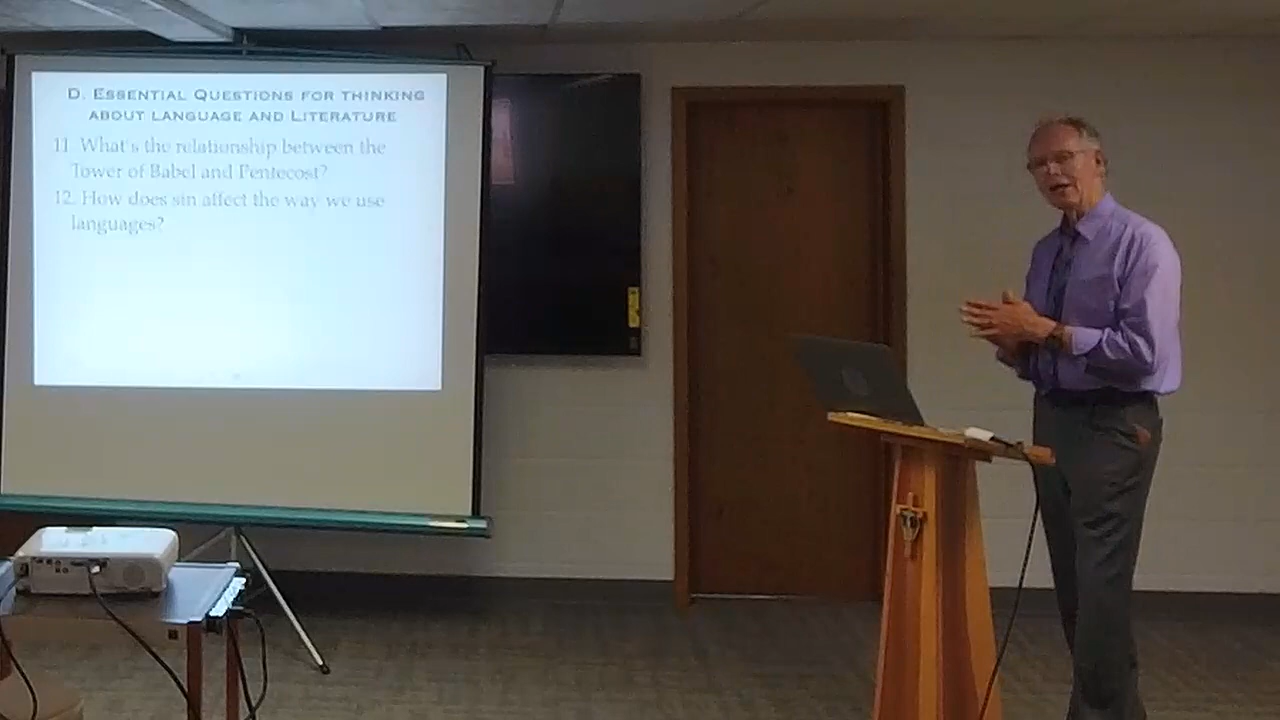 D. Essential Questions for thinking
about language and Literature
11. What's the relationship between the
Tower of Babel and Pentecost?
12. How does sin affect the way we use
languages?